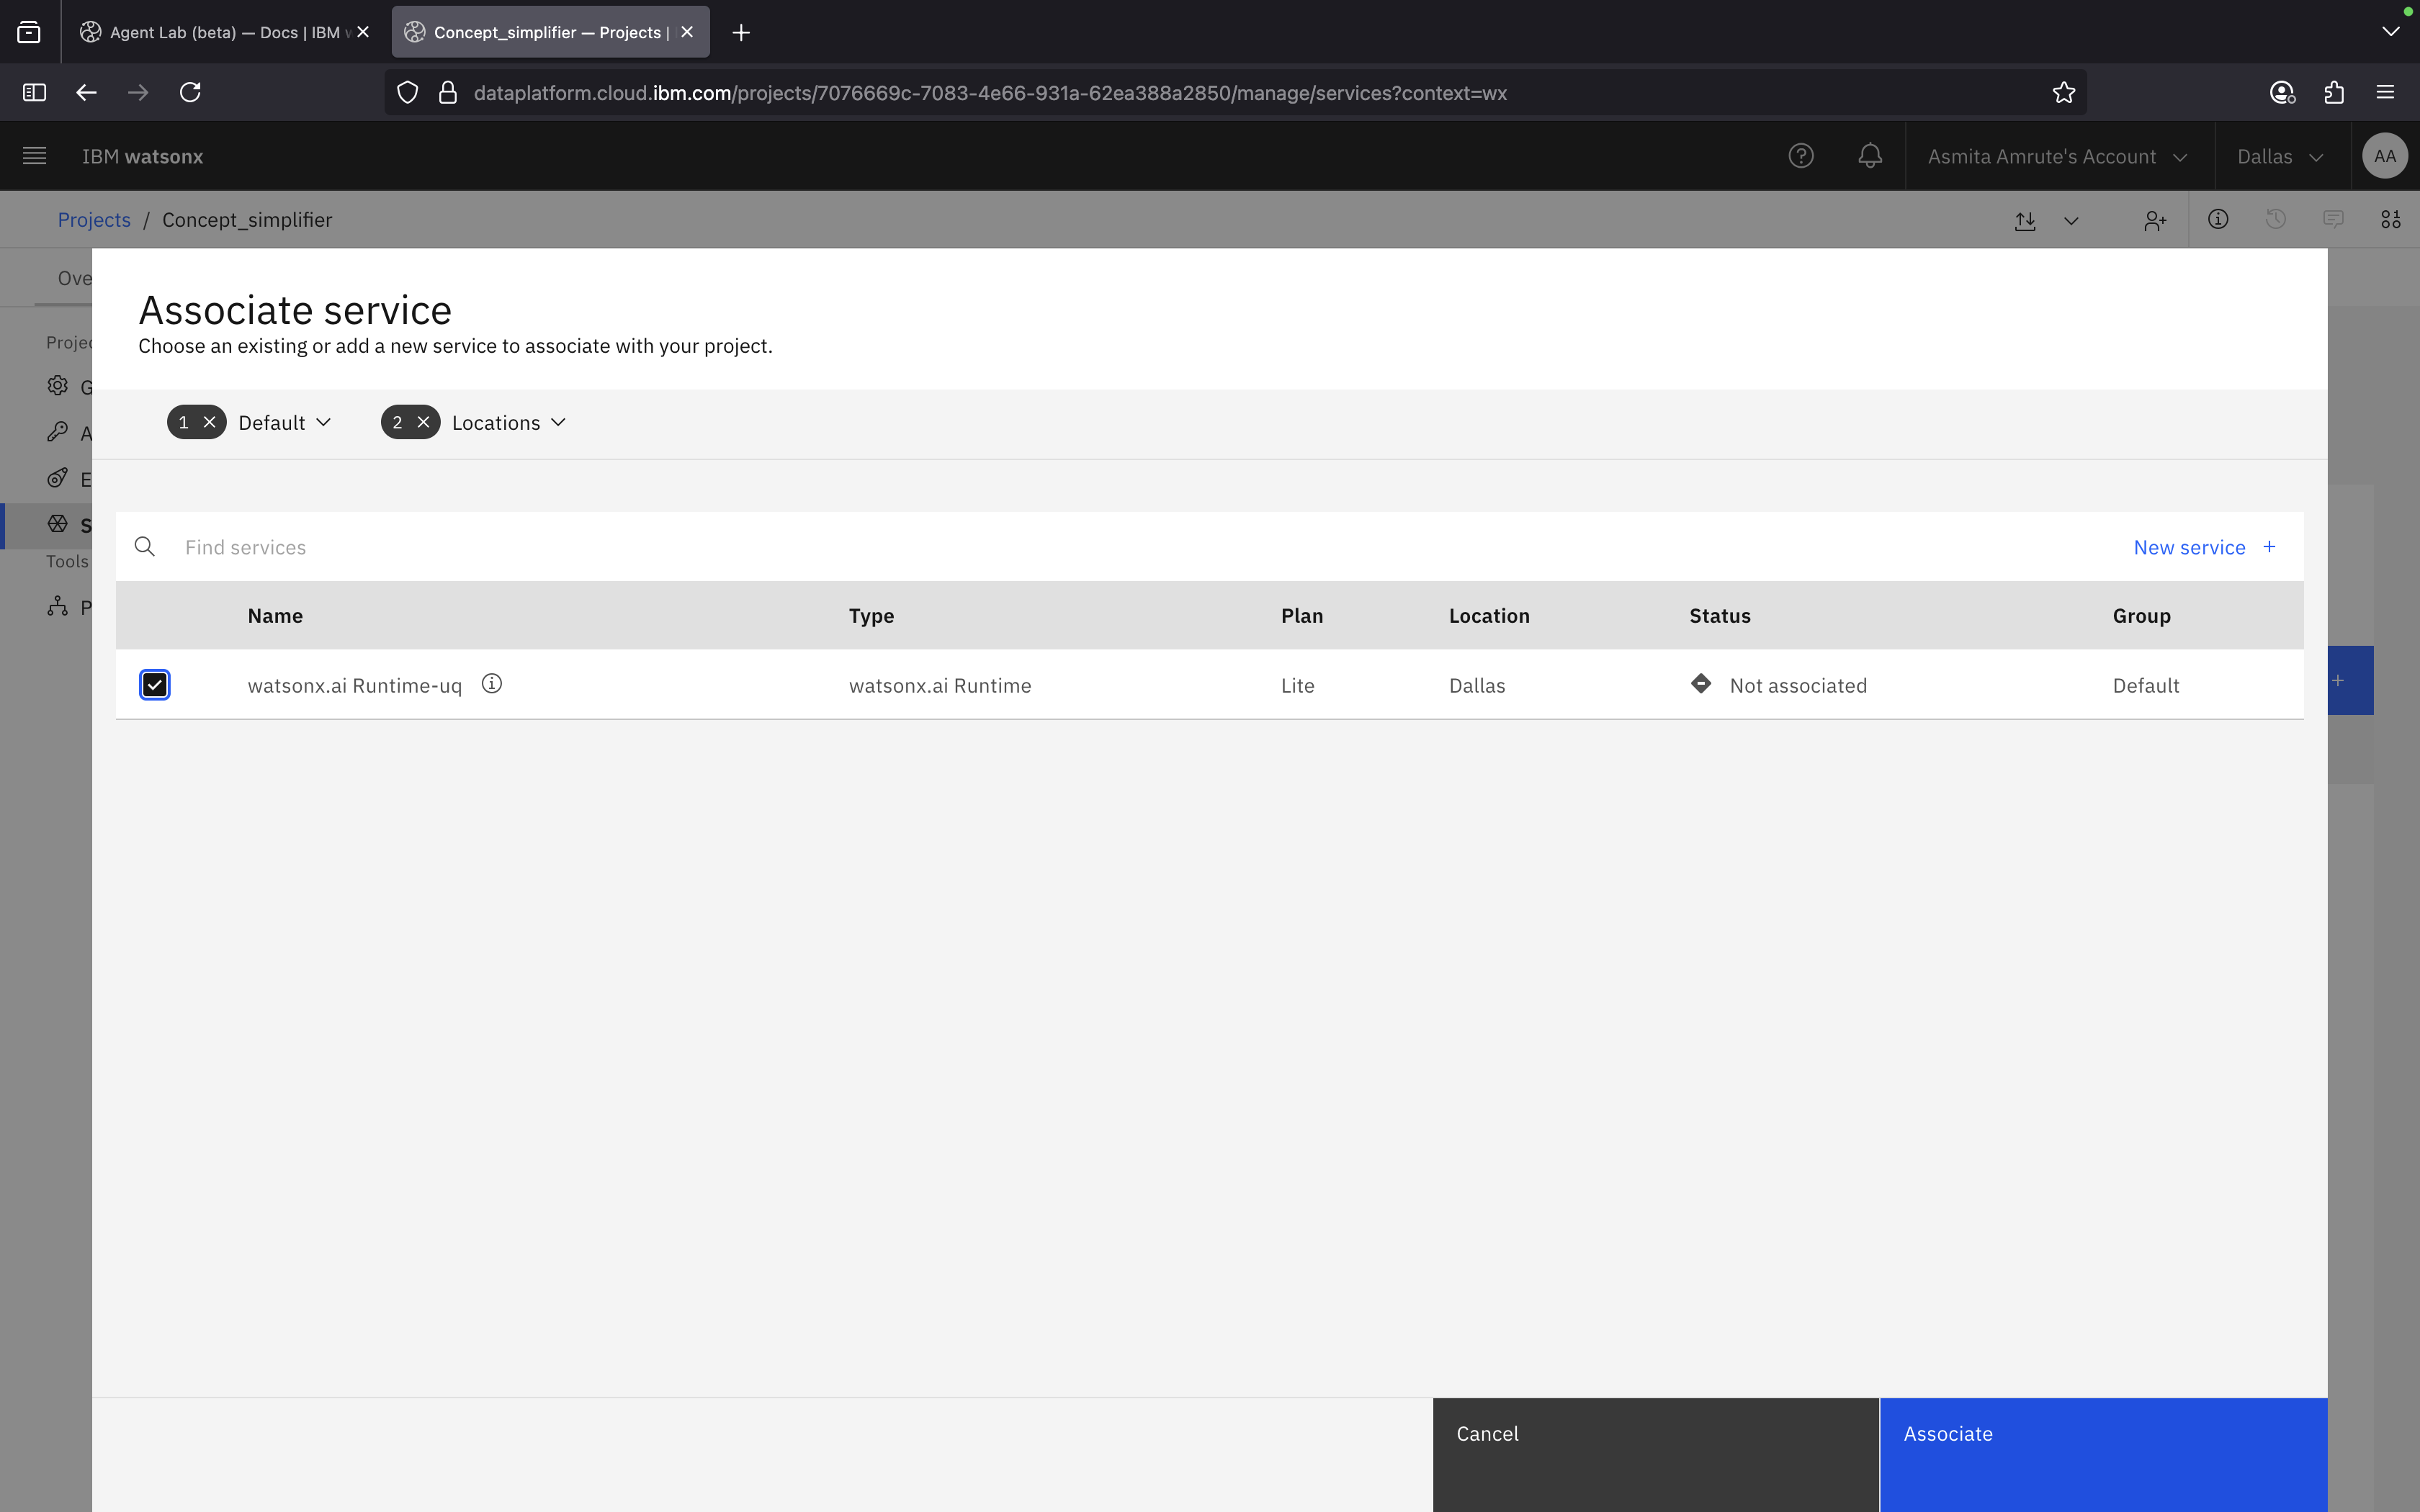 Agent Lab (beta) — Docs | IBM w
Concept_simplifier — Projects |
dataplatform.cloud.ibm.com/projects/7076669c-7083-4e66-931a-62ea388a2850/manage/services?context=wx
IBM watsonx
Asmita Amrute's Account
Dallas
AA
Projects / Concept_simplifier
Ove
Associate service
Choose an existing or add a new service to associate with your project.
Projec
G
A
E
S
Tools
P
1 Default
2 Locations
Find services
New service +
Name Type Plan Location Status Group
watsonx.ai Runtime-uq watsonx.ai Runtime Lite Dallas Not associated Default
Cancel
Associate